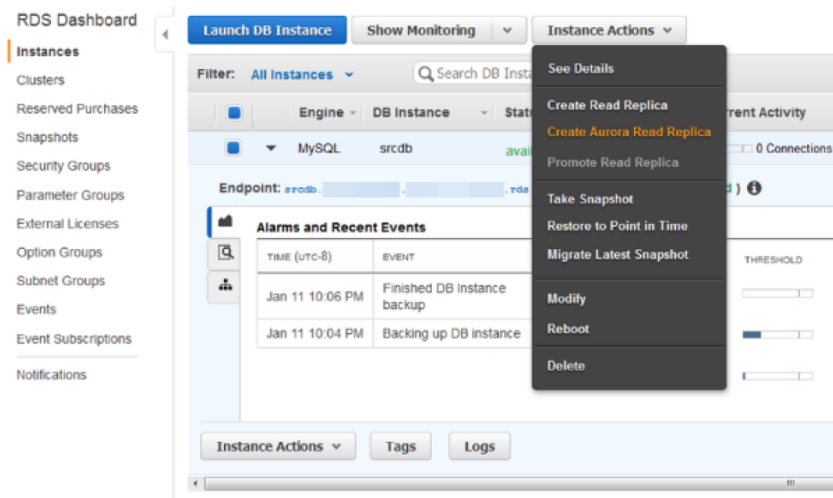 RDS Dashboard
Instances
Clusters
Reserved Purchases
Snapshots
Security Groups
Parameter Groups
External Licenses
Option Groups
Subnet Groups
Events
Event Subscriptions
Notifications
Launch DB Instance Show Monitoring Instance Actions
Filter: All Instances Search DB Insta
Engine DB Instance Statu rrent Activity
MySQL srcdb avai 0 Connections
Endpoint: srcdb. . .rds d )
See Details
Create Read Replica
Create Aurora Read Replica
Promote Read Replica
Take Snapshot
Restore to Point in Time
Migrate Latest Snapshot
Modify
Reboot
Delete
Alarms and Recent Events
TIME (UTC-8) EVENT THRESHOLD
Jan 11 10:06 PM Finished DB Instance
backup
Jan 11 10:04 PM Backing up DB instance
Instance Actions Tags Logs